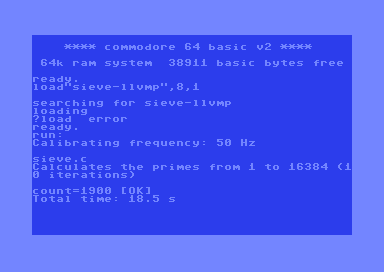 **** commodore 64 basic v2 ****
64k ram system  38911 basic bytes free
ready.
load"sieve-llvmp",8,1
searching for sieve-llvmp
loading
?load  error
ready.
run:
Calibrating frequency: 50 Hz
sieve.c
Calculates the primes from 1 to 16384 (1
0 iterations)
count=1900 [OK]
Total time: 18.5 s